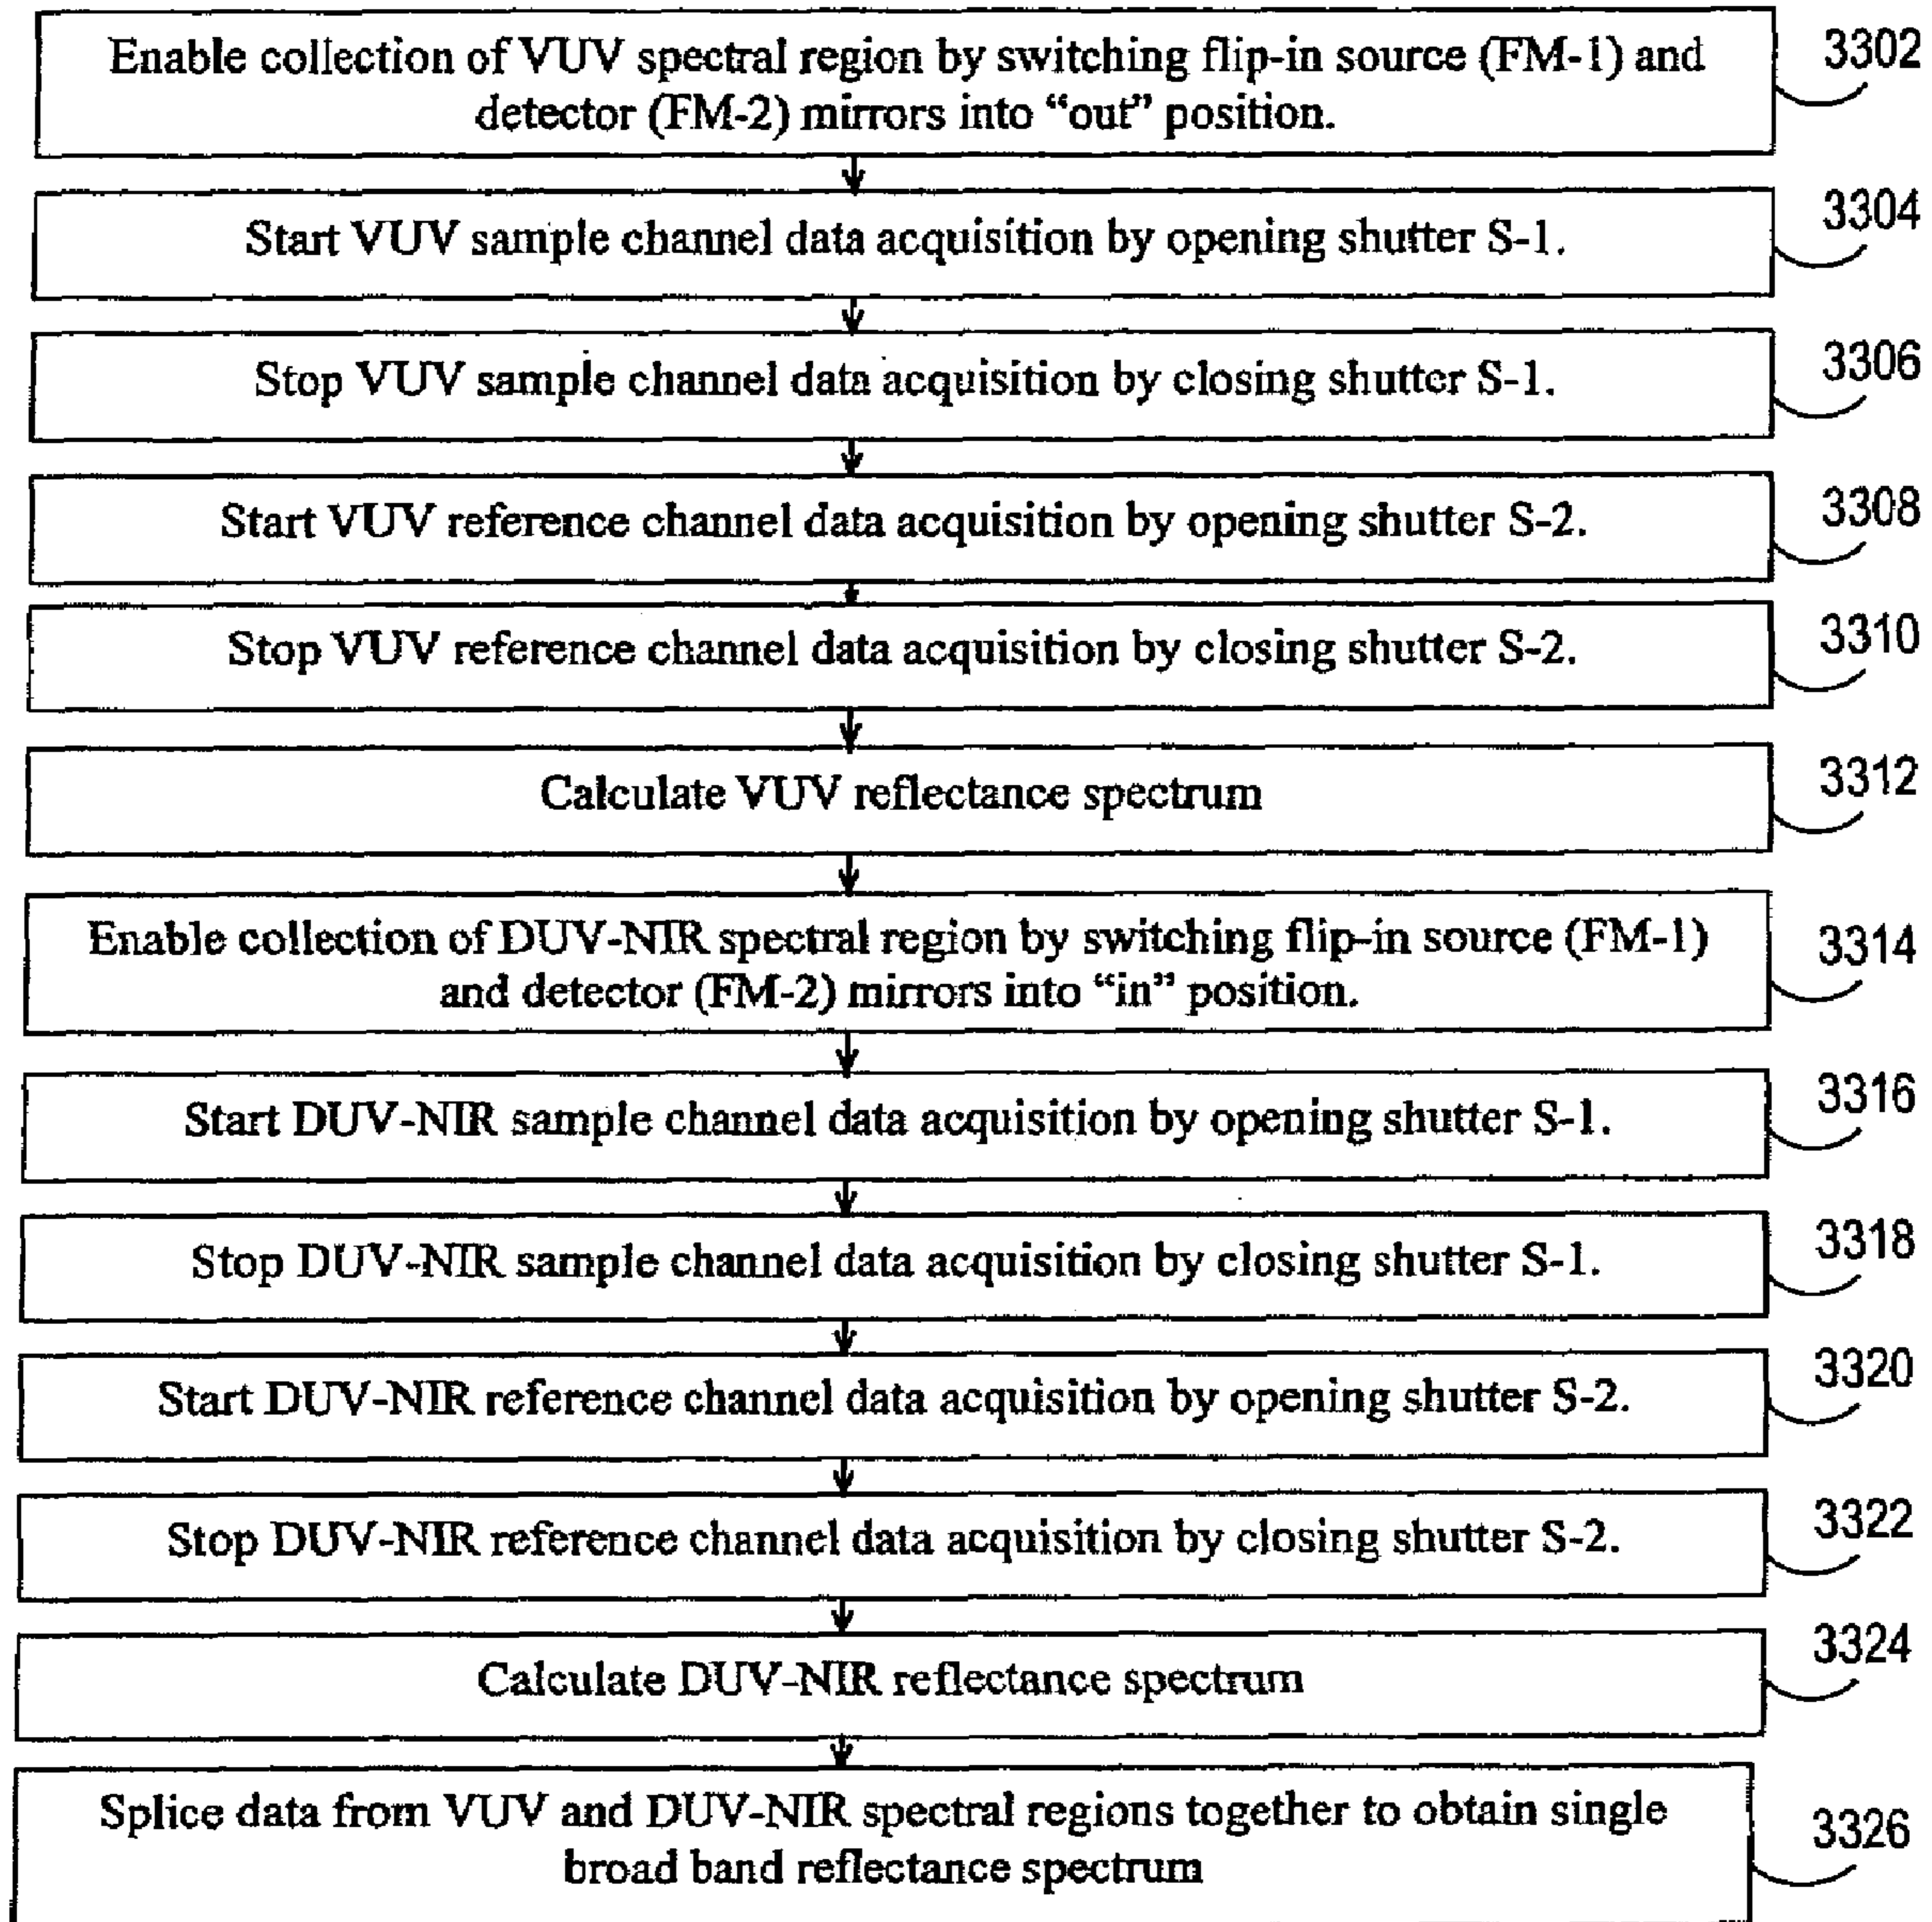 Enable collection of VUV spectral region by switching flip-in source (FM-1) and
detector (FM-2) mirrors into “out” position.
3302
Start VUV sample channel data acquisition by opening shutter S-1.
3304
Stop VUV sample channel data acquisition by closing shutter S-1.
3306
Start VUV reference channel data acquisition by opening shutter S-2.
3308
Stop VUV reference channel data acquisition by closing shutter S-2.
3310
Calculate VUV reflectance spectrum
3312
Enable collection of DUV-NIR spectral region by switching flip-in source (FM-1)
and detector (FM-2) mirrors into “in” position.
3314
Start DUV-NIR sample channel data acquisition by opening shutter S-1.
3316
Stop DUV-NIR sample channel data acquisition by closing shutter S-1.
3318
Start DUV-NIR reference channel data acquisition by opening shutter S-2.
3320
Stop DUV-NIR reference channel data acquisition by closing shutter S-2.
3322
Calculate DUV-NIR reflectance spectrum
3324
Splice data from VUV and DUV-NIR spectral regions together to obtain single
broad band reflectance spectrum
3326